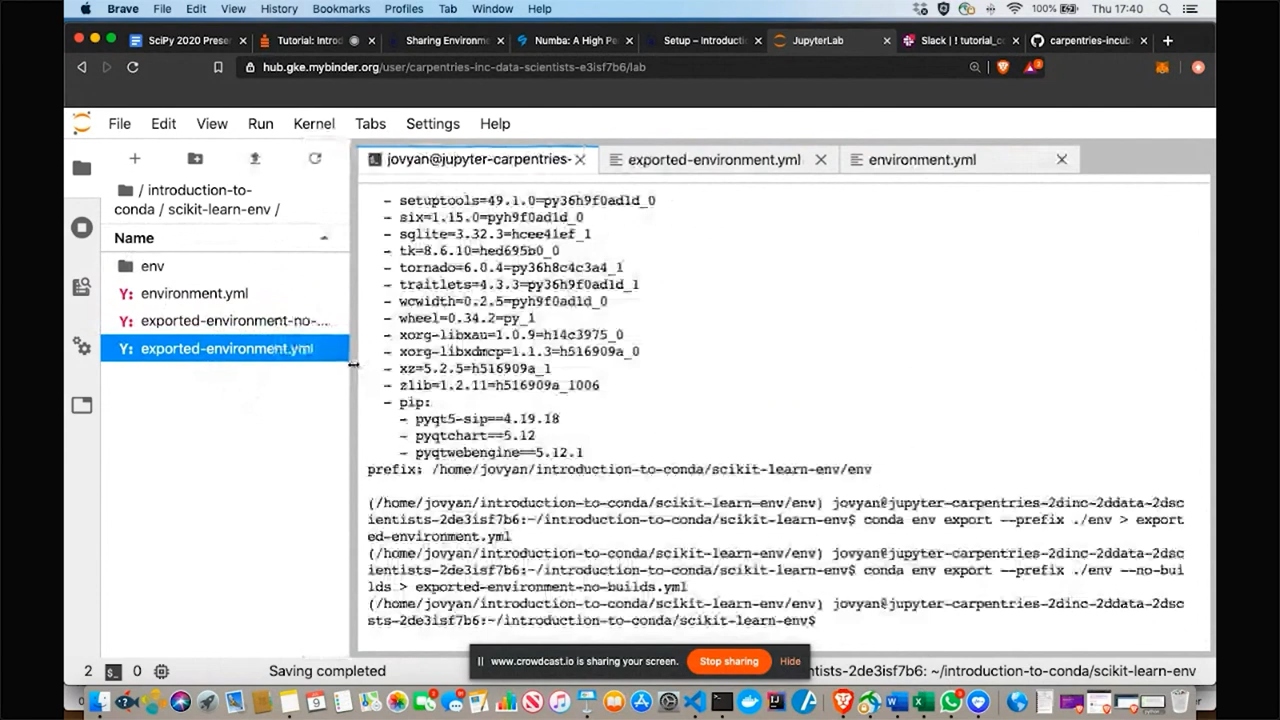 Brave File Edit View History Bookmarks Profiles Tab Window Help 100% Thu 17:40
SciPy 2020 Prese Tutorial: Introd Sharing Environme Numba: A High Pe Setup – Introductio JupyterLab Slack | ! tutorial_c carpentries-incub
hub.gke.mybinder.org/user/carpentries-inc-data-scientists-e3isf7b6/lab
File Edit View Run Kernel Tabs Settings Help
jovyan@jupyter-carpentries- exported-environment.yml environment.yml
/ introduction-to-
conda / scikit-learn-env /
Name
env
environment.yml
exported-environment-no-...
exported-environment.yml
- setuptools=49.1.0=py36h9f0ad1d_0
- six=1.15.0=pyh9f0ad1d_0
- sqlite=3.32.3=hcee41ef_1
- tk=8.6.10=hed695b0_0
- tornado=6.0.4=py36h8c4c3a4_1
- traitlets=4.3.3=py36h9f0ad1d_1
- wcwidth=0.2.5=pyh9f0ad1d_0
- wheel=0.34.2=py_1
- xorg-libxau=1.0.9=h14c3975_0
- xorg-libxdmcp=1.1.3=h516909a_0
- xz=5.2.5=h516909a_1
- zlib=1.2.11=h516909a_1006
- pip:
- pyqt5-sip==4.19.18
- pyqtchart==5.12
- pyqtwebengine==5.12.1
prefix: /home/jovyan/introduction-to-conda/scikit-learn-env/env
(/home/jovyan/introduction-to-conda/scikit-learn-env/env) jovyan@jupyter-carpentries-2dinc-2ddata-2dsc
ientists-2de3isf7b6:~/introduction-to-conda/scikit-learn-env$ conda env export --prefix ./env > export
ed-environment.yml
(/home/jovyan/introduction-to-conda/scikit-learn-env/env) jovyan@jupyter-carpentries-2dinc-2ddata-2dsc
ientists-2de3isf7b6:~/introduction-to-conda/scikit-learn-env$ conda env export --prefix ./env --no-bui
lds > exported-environment-no-builds.yml
(/home/jovyan/introduction-to-conda/scikit-learn-env/env) jovyan@jupyter-carpentries-2dinc-2ddata-2dsc
sts-2de3isf7b6:~/introduction-to-conda/scikit-learn-env$
www.crowdcast.io is sharing your screen. Stop sharing Hide
2 0 Saving completed ientists-2de3isf7b6: ~/introduction-to-conda/scikit-learn-env